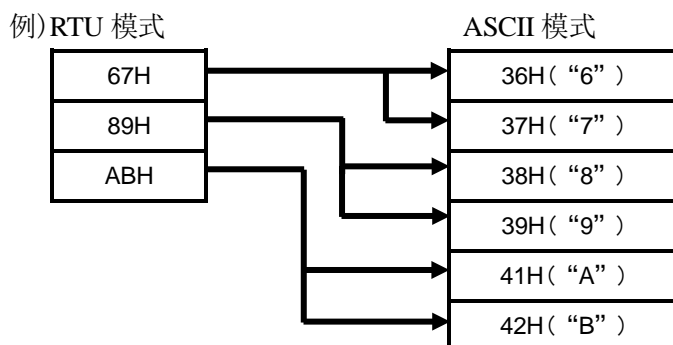 例)RTU 模式 ASCII 模式
67H 36H(“6”)
37H(“7”)
89H 38H(“8”)
ABH 39H(“9”)
41H(“A”)
42H(“B”)